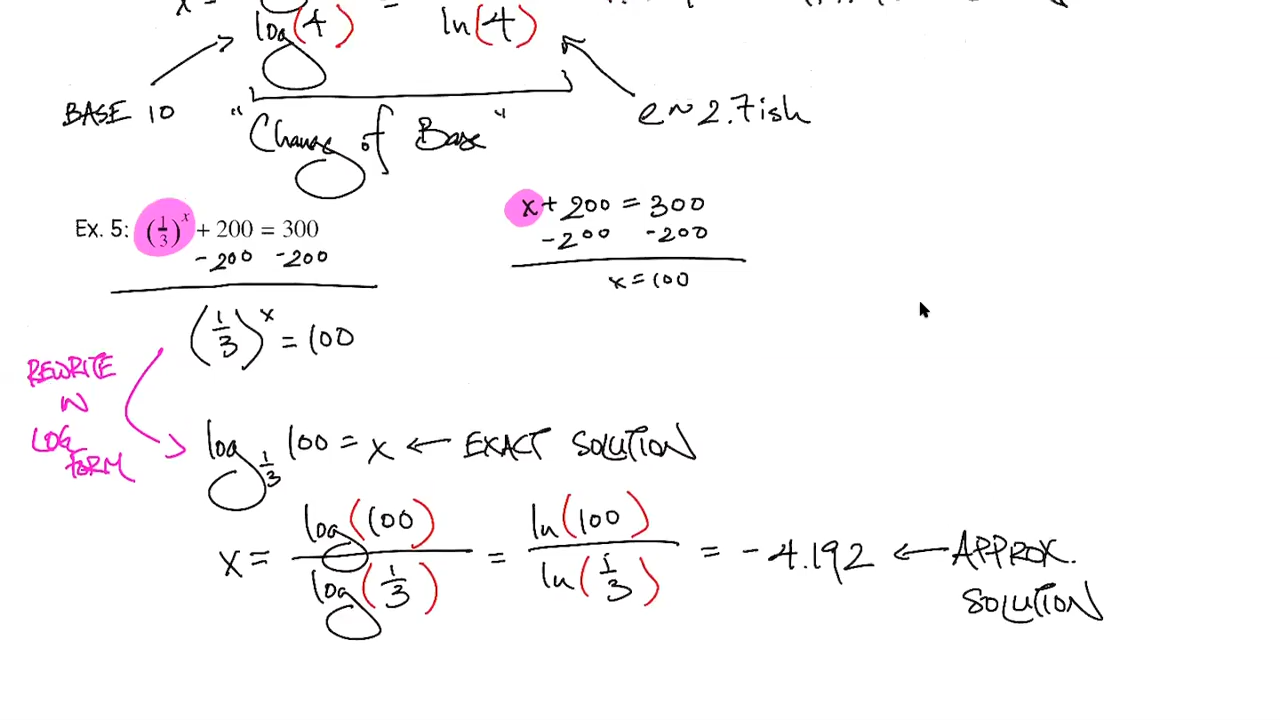 log(4) ln(4)
BASE 10 "Change of Base" e ~ 2.7ish
Ex. 5: (1/3)^x + 200 = 300
-200 -200
(1/3)^x = 100
x + 200 = 300
-200 -200
x = 100
REWRITE
IN
LOG
FORM
log_{1/3} 100 = x ← EXACT SOLUTION
x = log(100)/log(1/3) = ln(100)/ln(1/3) = -4.192 ← APPROX.
SOLUTION